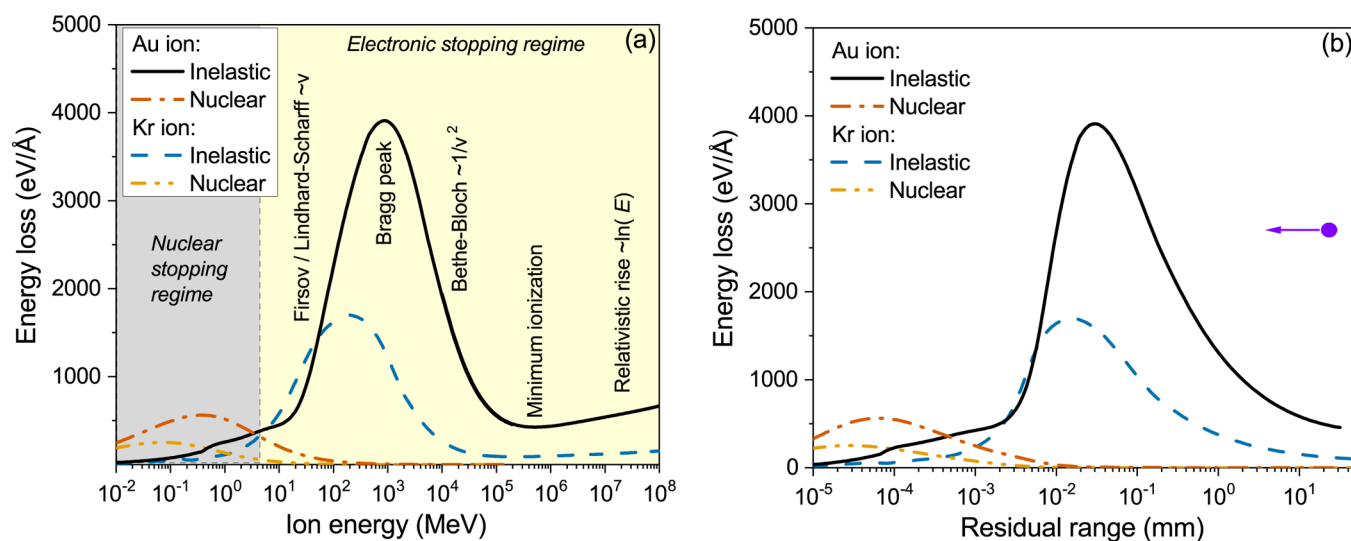 (a)
Electronic stopping regime
Au ion:
Inelastic
Nuclear
Kr ion:
Inelastic
Nuclear
Nuclear
stopping
regime
Firsov / Lindhard-Scharff ~v
Bragg peak
Bethe-Bloch ~1/v²
Minimum ionization
Relativistic rise ~ln( E)
Energy loss (eV/Å)
5000
4000
3000
2000
1000
10⁻² 10⁻¹ 10⁰ 10¹ 10² 10³ 10⁴ 10⁵ 10⁶ 10⁷ 10⁸
Ion energy (MeV)
(b)
Au ion:
Inelastic
Nuclear
Kr ion:
Inelastic
Nuclear
Energy loss (eV/Å)
5000
4000
3000
2000
1000
0
10⁻⁵ 10⁻⁴ 10⁻³ 10⁻² 10⁻¹ 10⁰ 10¹
Residual range (mm)